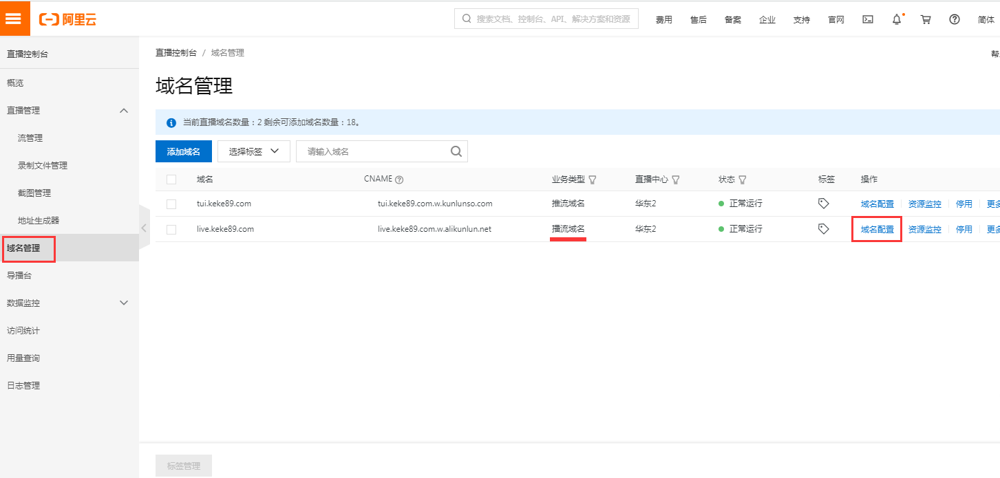 阿里云 搜索文档、控制台、API、解决方案和资源 费用 售后 备案 企业 支持 官网 简体
直播控制台
概览
直播管理
流管理
录制文件管理
截图管理
地址生成器
域名管理
导播台
数据监控
访问统计
用量查询
日志管理
直播控制台 / 域名管理
域名管理
当前直播域名数量：2 剩余可添加域名数量：18。
添加域名 选择标签 请输入域名
域名 CNAME 业务类型 直播中心 状态 标签 操作
tui.keke89.com tui.keke89.com.w.kunlunso.com 推流域名 华东2 正常运行 域名配置 资源监控 停用 更多
live.keke89.com live.keke89.com.w.alikunlun.net 播流域名 华东2 正常运行 域名配置 资源监控 停用 更多
标签管理